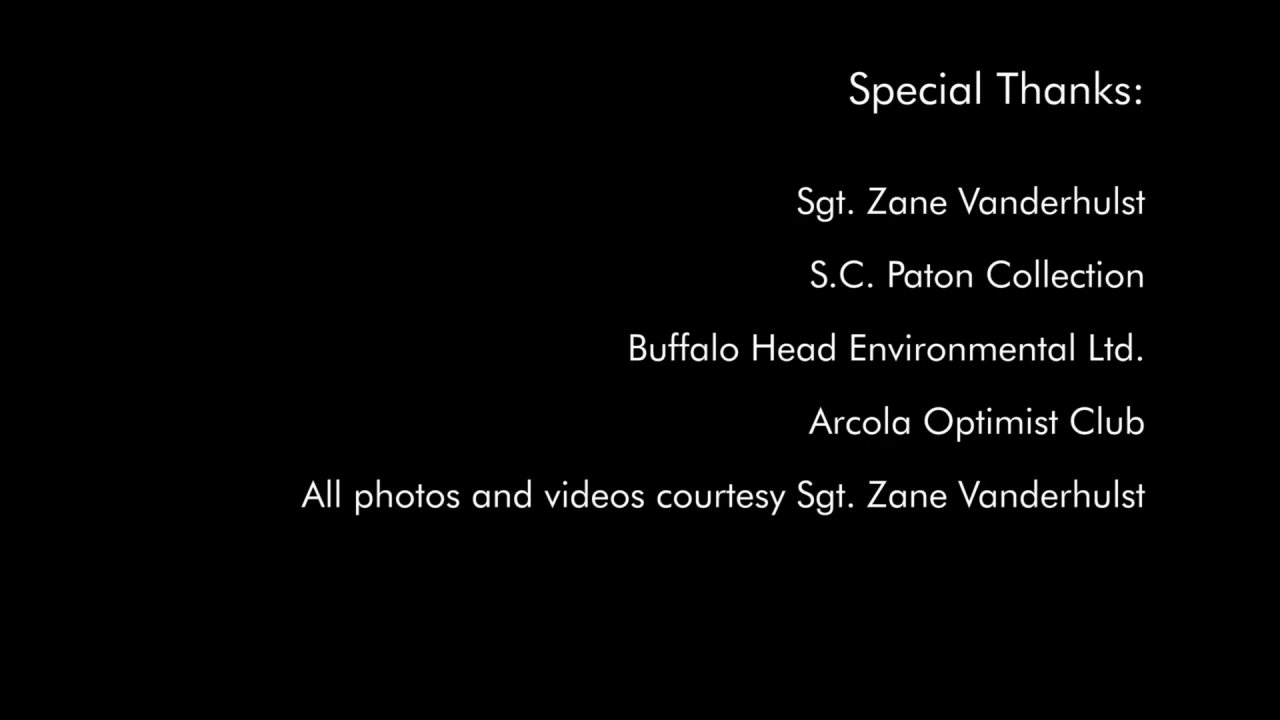 Special Thanks:
Sgt. Zane Vanderhulst
S.C. Paton Collection
Buffalo Head Environmental Ltd.
Arcola Optimist Club
All photos and videos courtesy Sgt. Zane Vanderhulst